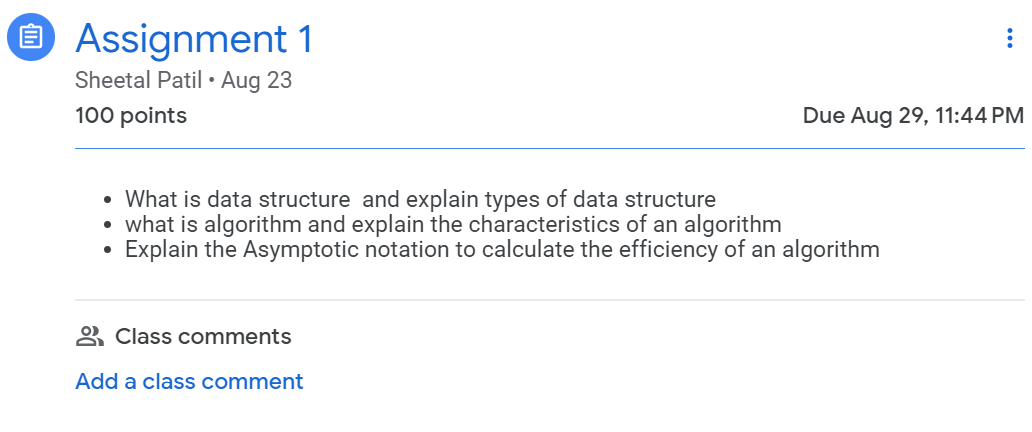 Assignment 1
Sheetal Patil • Aug 23
100 points
Due Aug 29, 11:44 PM
• What is data structure  and explain types of data structure
• what is algorithm and explain the characteristics of an algorithm
• Explain the Asymptotic notation to calculate the efficiency of an algorithm
Class comments
Add a class comment